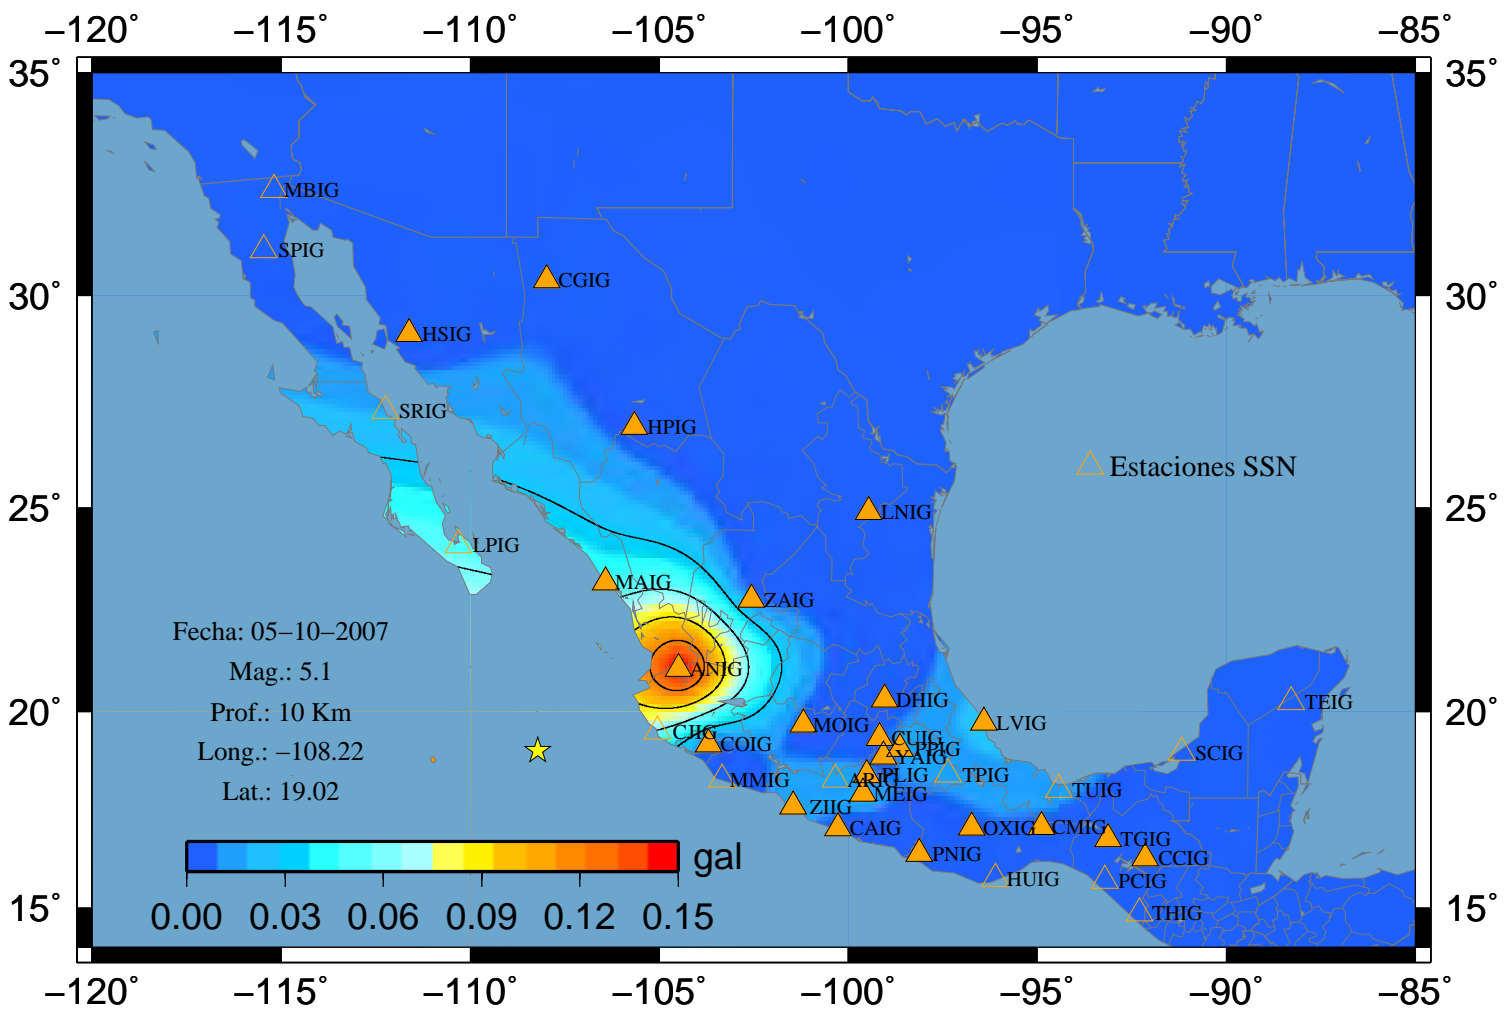 −120° −115° −110° −105° −100° −95° −90° −85°
35° 35°
MBIG
SPIG
CGIG
30° 30°
HSIG
SRIG
HPIG
Estaciones SSN
25° LNIG 25°
LPIG
MAIG
ZAIG
Fecha: 05−10−2007
Mag.: 5.1
ANIG
TEIG
DHIG
20° Prof.: 10 Km 20°
MOIG
LVIG
CJIG
CUIG
COIG
PPIG
Long.: −108.22
SCIG
YAIG
PLIG
TPIG
MMIG
ARIG
Lat.: 19.02
MEIG
TUIG
ZIIG
CAIG
OXIG
CMIG
TGIG
PNIG
CCIG
gal
HUIG
PCIG
15° 0.00 0.03 0.06 0.09 0.12 0.15 THIG 15°
−120° −115° −110° −105° −100° −95° −90° −85°